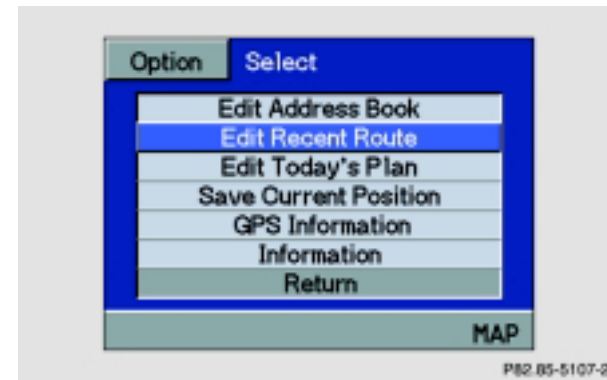 Option Select
Edit Address Book
Edit Recent Route
Edit Today's Plan
Save Current Position
GPS Information
Information
Return
MAP
P82.85-5107-2